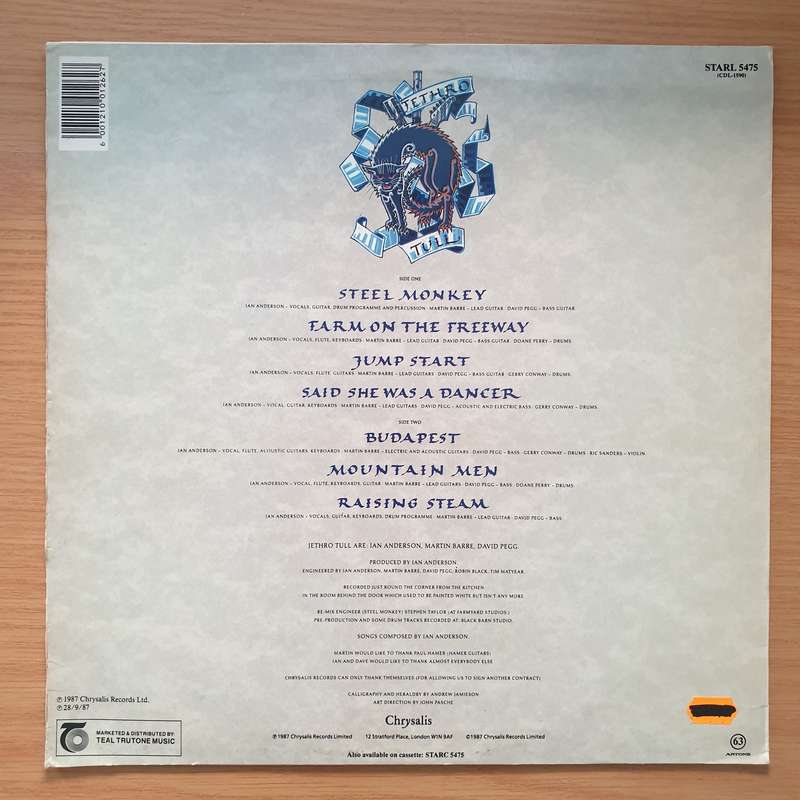 6 001210 012627
STARL 5475
(CDL-1590)
JETHRO
TULL
SIDE ONE
STEEL MONKEY
IAN ANDERSON – VOCALS, GUITAR, DRUM PROGRAMME AND PERCUSSION · MARTIN BARRE – LEAD GUITAR · DAVID PEGG – BASS GUITAR
FARM ON THE FREEWAY
IAN ANDERSON – VOCALS, FLUTE, KEYBOARDS · MARTIN BARRE – LEAD GUITAR · DAVID PEGG – BASS GUITAR · DOANE PERRY – DRUMS
JUMP START
IAN ANDERSON – VOCALS, FLUTE, GUITARS · MARTIN BARRE – LEAD GUITARS · DAVID PEGG – BASS GUITAR · GERRY CONWAY – DRUMS
SAID SHE WAS A DANCER
IAN ANDERSON – VOCAL, GUITAR, KEYBOARDS · MARTIN BARRE – LEAD GUITARS · DAVID PEGG – ACOUSTIC AND ELECTRIC BASS · GERRY CONWAY – DRUMS
SIDE TWO
BUDAPEST
IAN ANDERSON – VOCAL, FLUTE, ACOUSTIC GUITARS, KEYBOARDS · MARTIN BARRE – ELECTRIC AND ACOUSTIC GUITARS · DAVID PEGG – BASS · GERRY CONWAY – DRUMS · RIC SANDERS – VIOLIN
MOUNTAIN MEN
IAN ANDERSON – VOCAL, FLUTE, KEYBOARDS, GUITAR · MARTIN BARRE – LEAD GUITARS · DAVID PEGG – BASS · DOANE PERRY – DRUMS
RAISING STEAM
IAN ANDERSON – VOCALS, GUITAR, KEYBOARDS, DRUM PROGRAMME · MARTIN BARRE – LEAD GUITAR · DAVID PEGG – BASS
JETHRO TULL ARE: IAN ANDERSON, MARTIN BARRE, DAVID PEGG.
PRODUCED BY IAN ANDERSON.
ENGINEERED BY IAN ANDERSON, MARTIN BARRE, DAVID PEGG, ROBIN BLACK, TIM MATYEAR.
RECORDED JUST ROUND THE CORNER FROM THE KITCHEN
IN THE ROOM BEHIND THE DOOR WHICH USED TO BE PAINTED WHITE BUT ISN'T ANY MORE
RE-MIX ENGINEER (STEEL MONKEY) STEPHEN TAYLOR (AT FARMYARD STUDIOS.)
PRE-PRODUCTION AND SOME DRUM TRACKS RECORDED AT: BLACK BARN STUDIO.
SONGS COMPOSED BY IAN ANDERSON.
MARTIN WOULD LIKE TO THANK PAUL HAMER (HAMER GUITARS)
IAN AND DAVE WOULD LIKE TO THANK ALMOST EVERYBODY ELSE
CHRYSALIS RECORDS CAN ONLY THANK THEMSELVES (FOR ALLOWING US TO SIGN ANOTHER CONTRACT)
CALLIGRAPHY AND HERALDRY BY ANDREW JAMIESON
ART DIRECTION BY JOHN PASCHE
℗ 1987 Chrysalis Records Ltd.
℗ 28/9/87
MARKETED & DISTRIBUTED BY:
TEAL TRUTONE MUSIC
Chrysalis
℗ 1987 Chrysalis Records Limited 12 Stratford Place, London W1N 9AF © 1987 Chrysalis Records Limited
Also available on cassette: STARC 5475
63
ARTONE